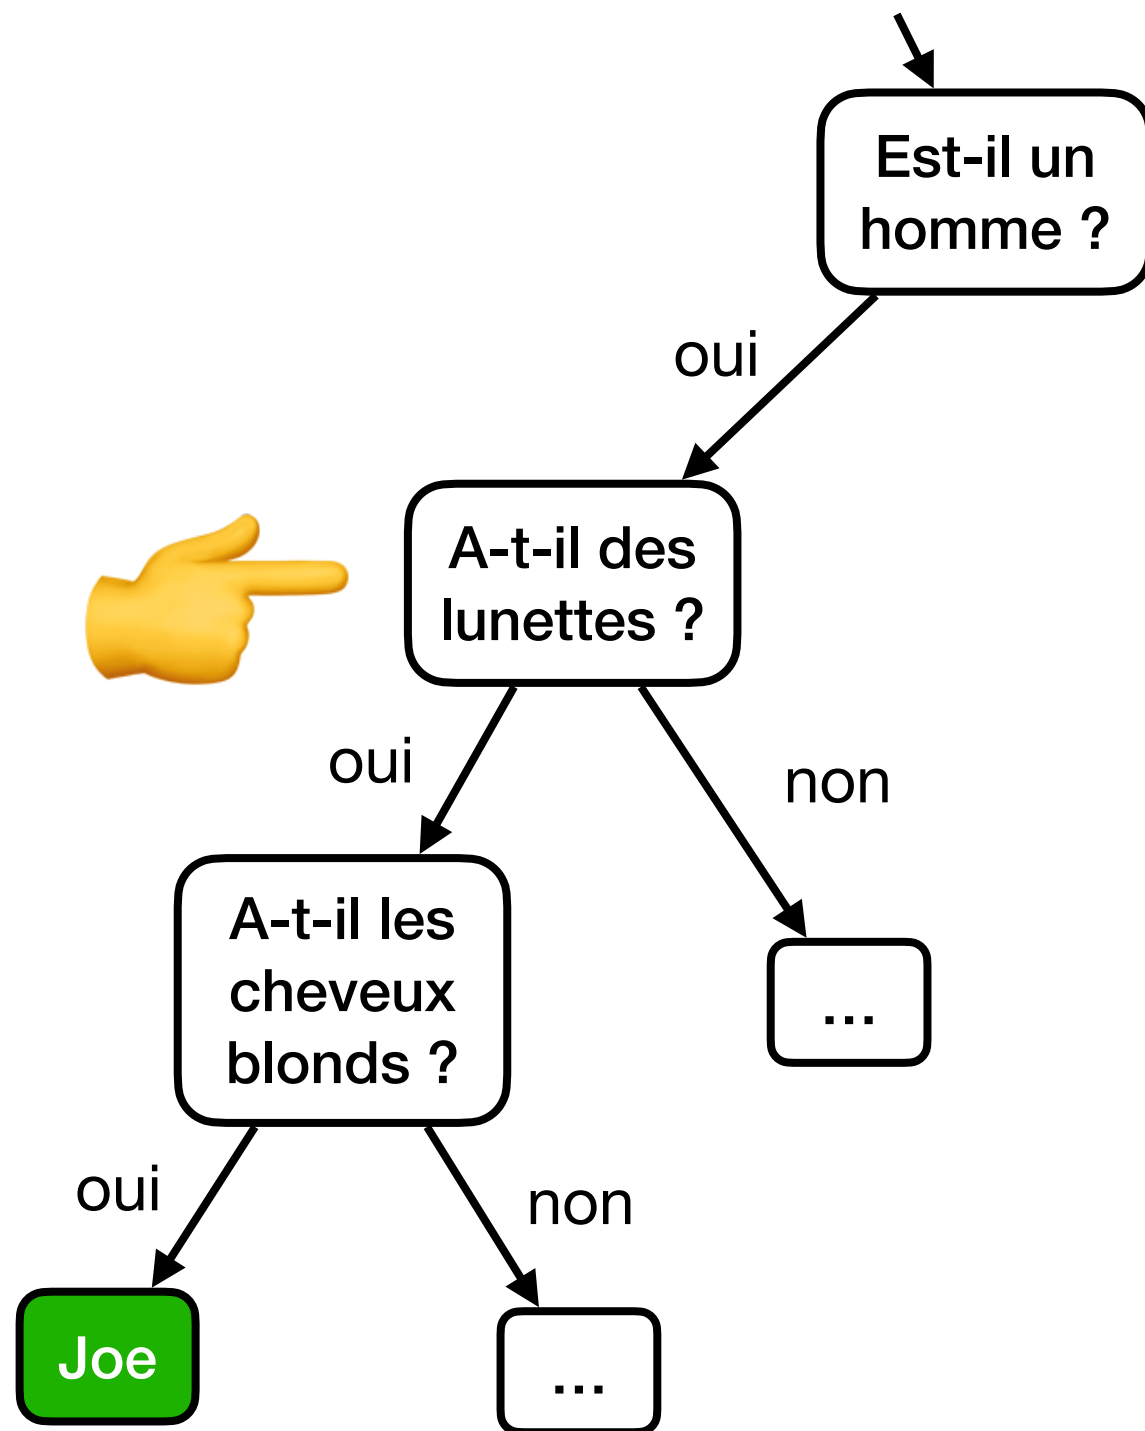 Est-il un
homme ?
oui
A-t-il des
lunettes ?
oui
non
A-t-il les
cheveux
blonds ?
...
oui
non
Joe
...